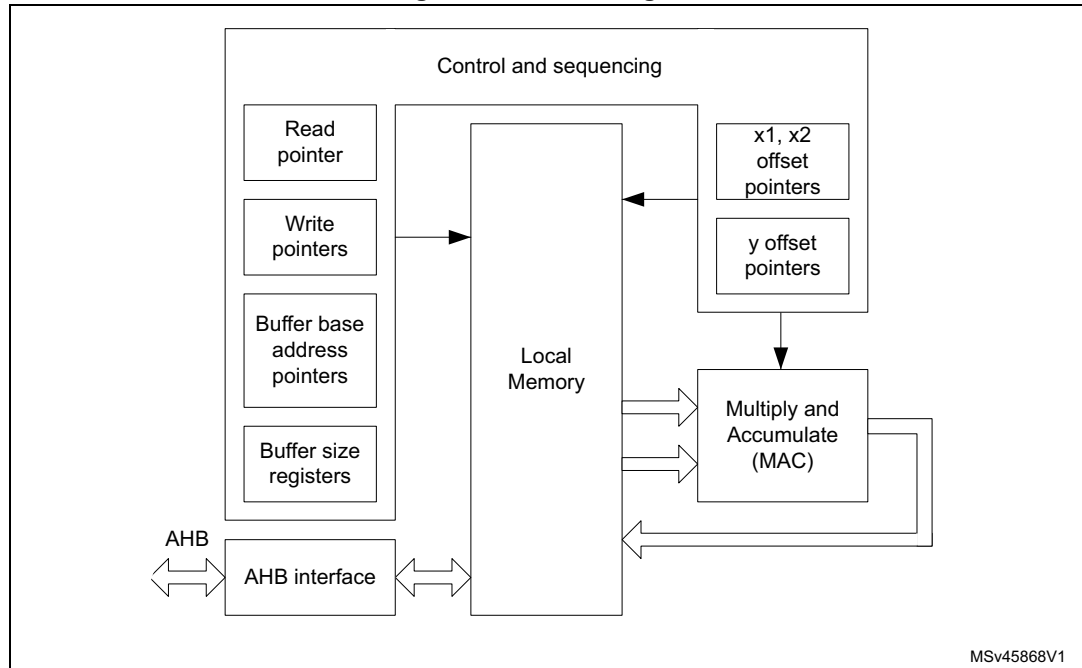 Control and sequencing
Read
pointer
Write
pointers
Buffer base
address
pointers
Buffer size
registers
x1, x2
offset
pointers
y offset
pointers
Local
Memory
Multiply and
Accumulate
(MAC)
AHB
AHB interface
MSv45868V1